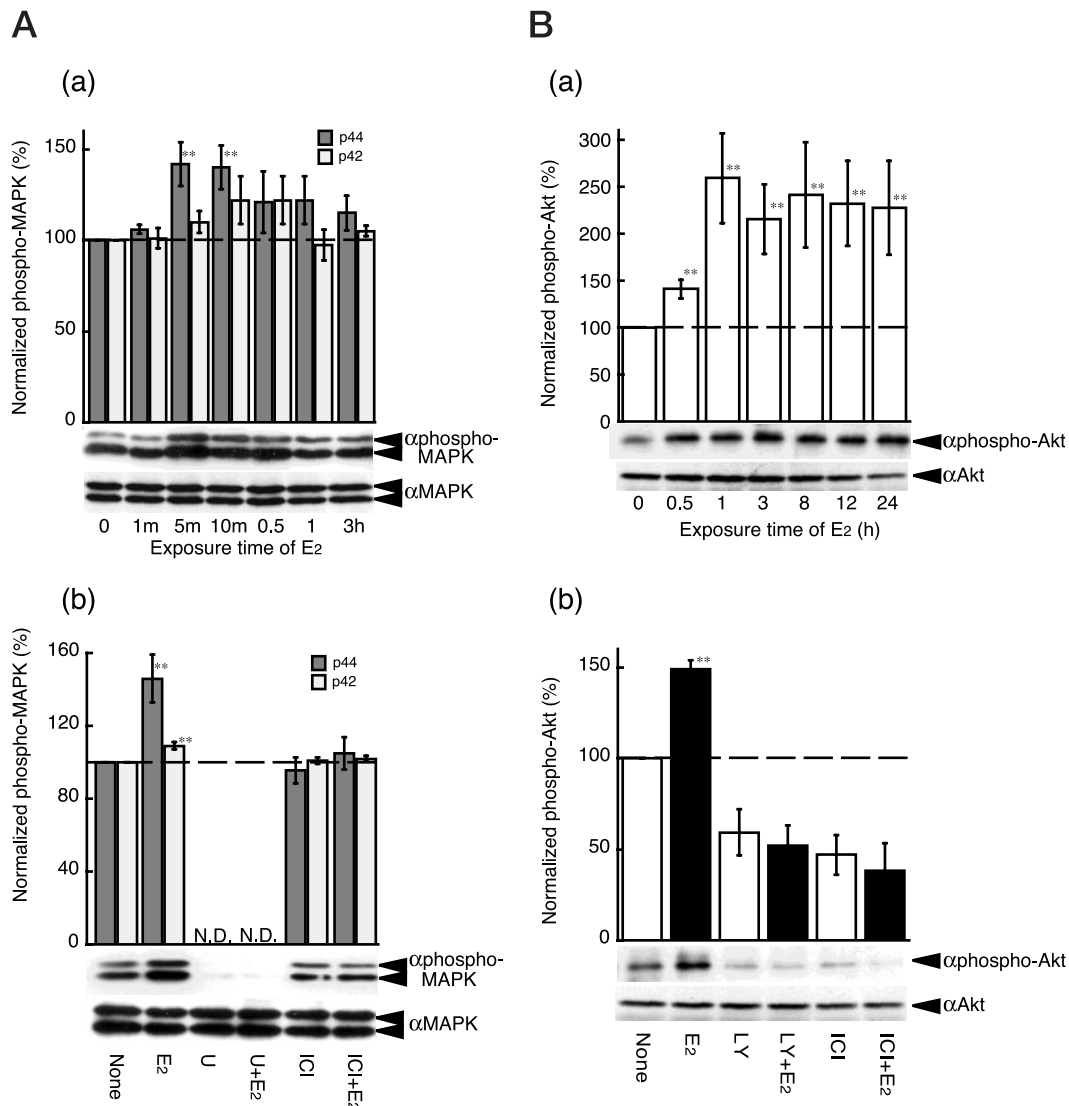 A
B
(a)
Normalized phospho-MAPK (%)
150
100
50
0
p44
p42
**
**
αphospho-
MAPK
αMAPK
0 1m 5m 10m 0.5 1 3h
Exposure time of E2
(a)
Normalized phospho-Akt (%)
300
250
200
150
100
50
0
**
**
**
**
**
**
αphospho-Akt
αAkt
0 0.5 1 3 8 12 24
Exposure time of E2 (h)
(b)
Normalized phospho-MAPK (%)
160
120
80
40
0
p44
p42
**
**
N.D. N.D.
αphospho-
MAPK
αMAPK
None E2 U U+E2 ICI ICI+E2
(b)
Normalized phospho-Akt (%)
150
100
50
0
**
αphospho-Akt
αAkt
None E2 LY LY+E2 ICI ICI+E2